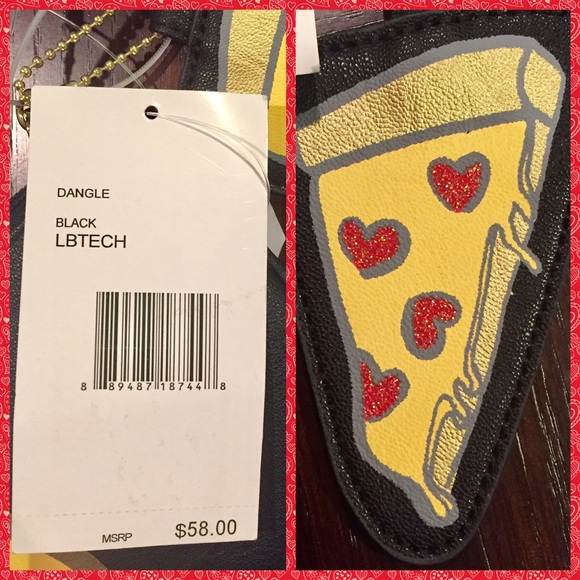 DANGLE
BLACK
LBTECH
8 89487 18744 8
MSRP $58.00